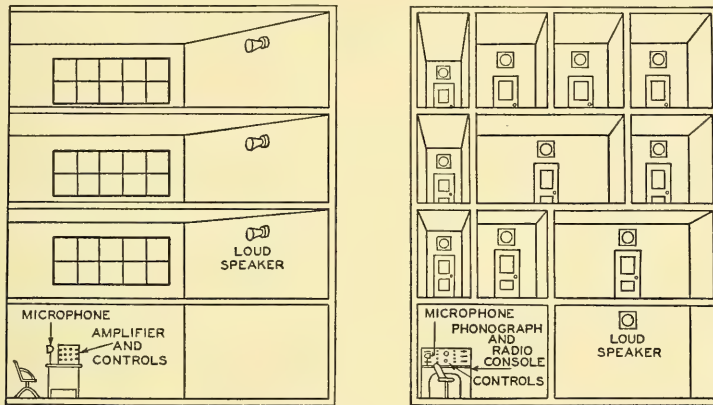 LOUD
SPEAKER
MICROPHONE
AMPLIFIER
AND
CONTROLS
MICROPHONE
PHONOGRAPH
AND
RADIO
CONSOLE
CONTROLS
LOUD
SPEAKER